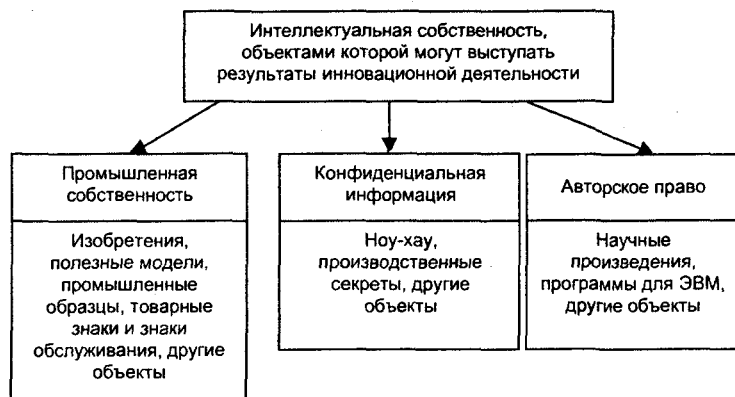 Интеллектуальная собственность,
объектами которой могут выступать
результаты инновационной деятельности
Промышленная
собственность
Изобретения,
полезные модели,
промышленные
образцы, товарные
знаки и знаки
обслуживания, другие
объекты
Конфиденциальная
информация
Ноу-хау,
производственные
секреты, другие
объекты
Авторское право
Научные
произведения,
программы для ЭВМ,
другие объекты